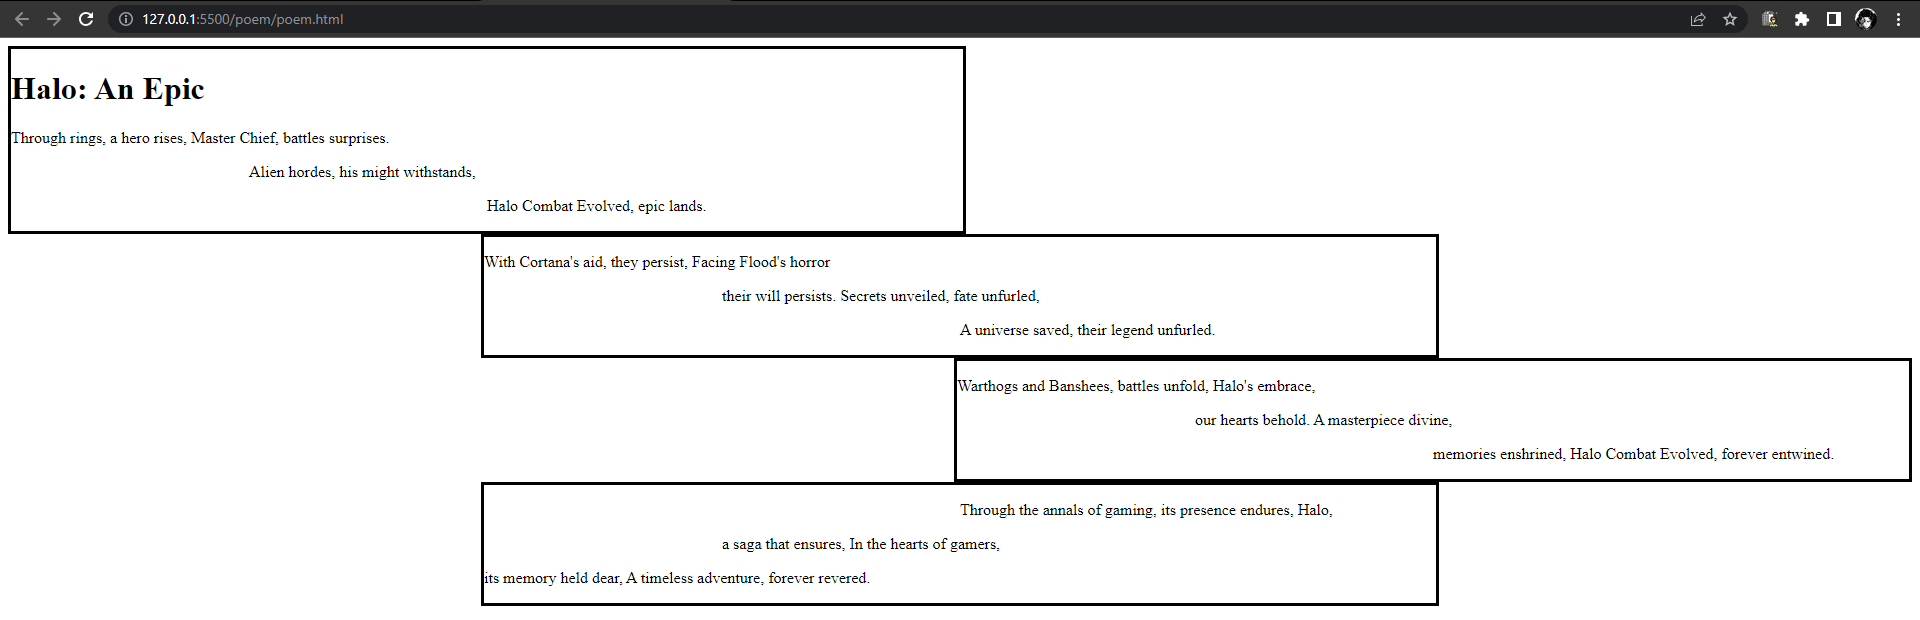 127.0.0.1:5500/poem/poem.html
Halo: An Epic
Through rings, a hero rises, Master Chief, battles surprises.
Alien hordes, his might withstands,
Halo Combat Evolved, epic lands.
With Cortana's aid, they persist, Facing Flood's horror
their will persists. Secrets unveiled, fate unfurled,
A universe saved, their legend unfurled.
Warthogs and Banshees, battles unfold, Halo's embrace,
our hearts behold. A masterpiece divine,
memories enshrined, Halo Combat Evolved, forever entwined.
Through the annals of gaming, its presence endures, Halo,
a saga that ensures, In the hearts of gamers,
its memory held dear, A timeless adventure, forever revered.